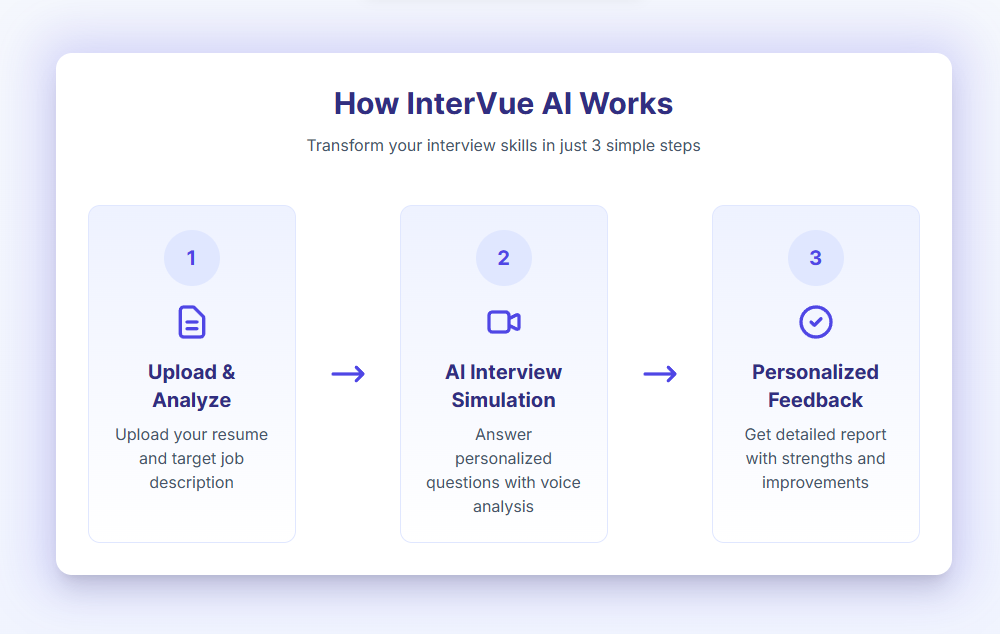 How InterVue AI Works
Transform your interview skills in just 3 simple steps
1
Upload &
Analyze
Upload your resume
and target job
description
2
AI Interview
Simulation
Answer
personalized
questions with voice
analysis
3
Personalized
Feedback
Get detailed report
with strengths and
improvements